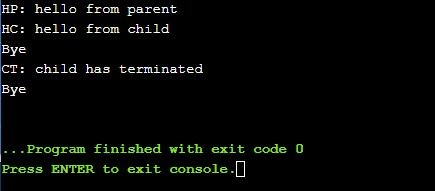 HP: hello from parent
HC: hello from child
Bye
CT: child has terminated
Bye
...Program finished with exit code 0
Press ENTER to exit console.